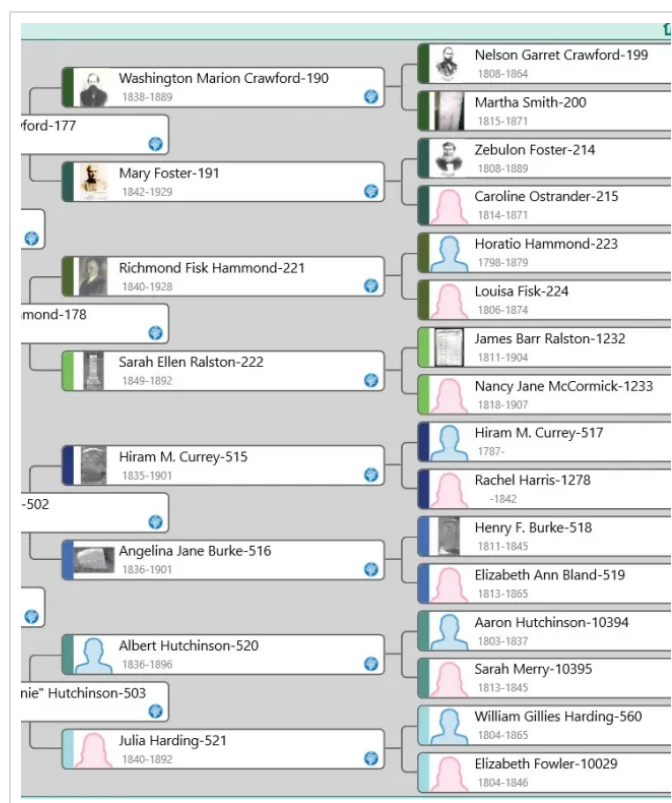 Washington Marion Crawford-190
1838-1889
ford-177
Mary Foster-191
1842-1929
Richmond Fisk Hammond-221
1840-1928
mond-178
Sarah Ellen Ralston-222
1849-1892
Hiram M. Currey-515
1835-1901
-502
Angelina Jane Burke-516
1836-1901
Albert Hutchinson-520
1836-1896
nie" Hutchinson-503
Julia Harding-521
1840-1892
Nelson Garret Crawford-199
1808-1864
Martha Smith-200
1815-1871
Zebulon Foster-214
1808-1889
Caroline Ostrander-215
1814-1871
Horatio Hammond-223
1798-1879
Louisa Fisk-224
1806-1874
James Barr Ralston-1232
1811-1904
Nancy Jane McCormick-1233
1818-1907
Hiram M. Currey-517
1787-
Rachel Harris-1278
-1842
Henry F. Burke-518
1811-1845
Elizabeth Ann Bland-519
1813-1865
Aaron Hutchinson-10394
1803-1837
Sarah Merry-10395
1813-1845
William Gillies Harding-560
1804-1865
Elizabeth Fowler-10029
1804-1846